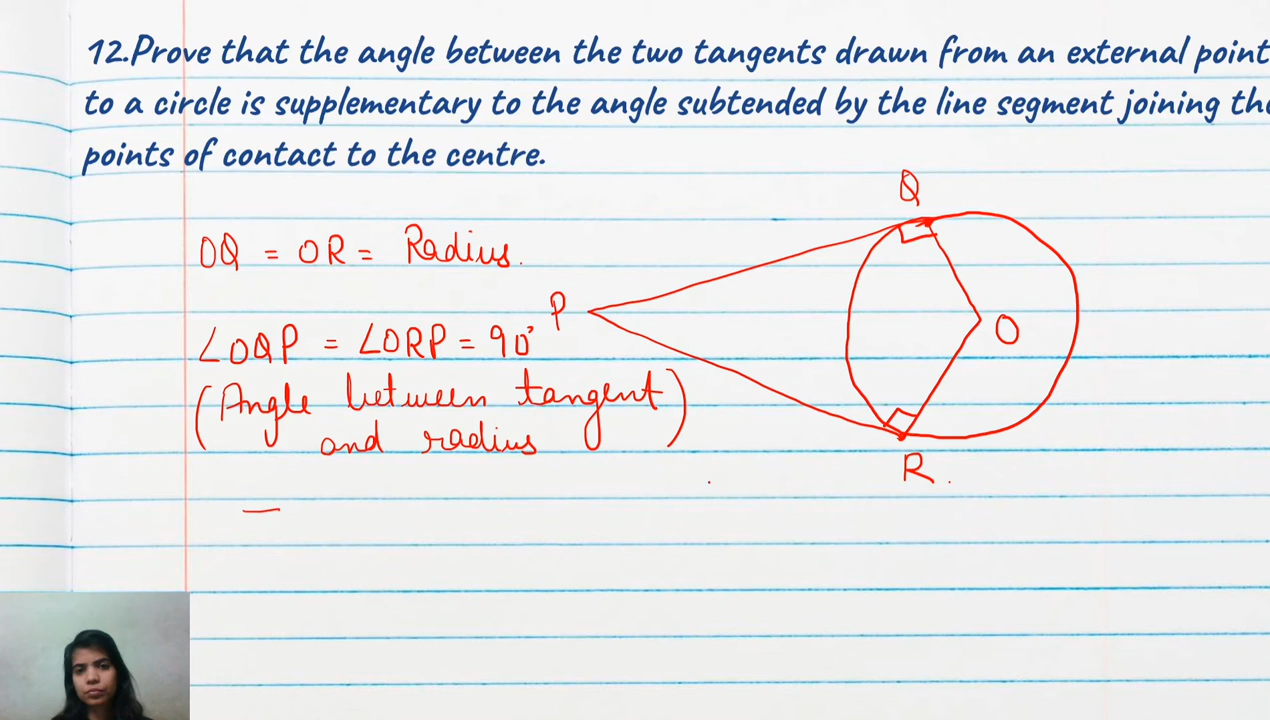 12.Prove that the angle between the two tangents drawn from an external point
to a circle is supplementary to the angle subtended by the line segment joining the
points of contact to the centre.
OQ = OR = Radius.
∠OQP = ∠ORP = 90°
(Angle between tangent
and radius)
Q
P
O
R